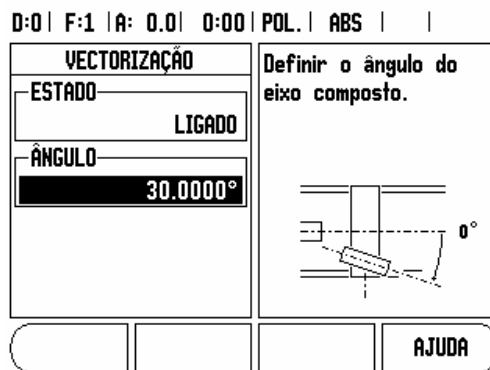 D:0 | F:1 | A: 0.0 | 0:00 | POL. | ABS | |
VECTORIZAÇÃO
ESTADO
LIGADO
ÂNGULO
30.0000°
Definir o ângulo do
eixo composto.
0°
AJUDA